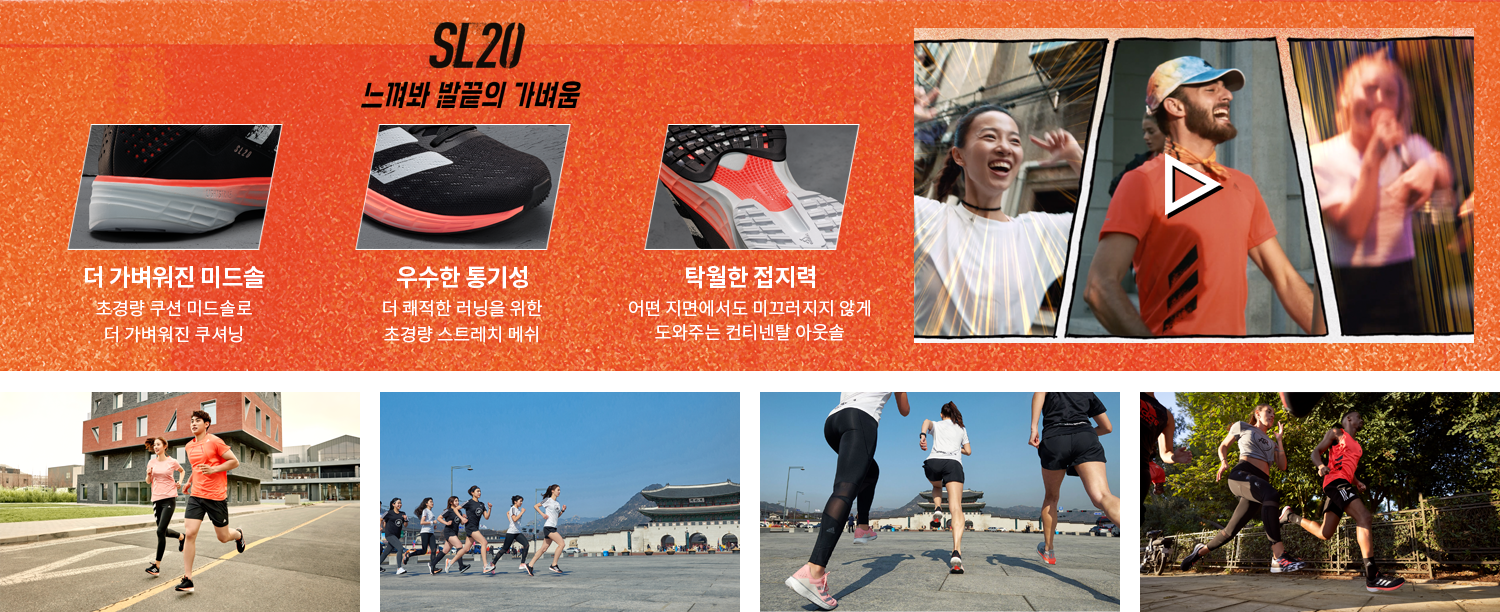 SL20
느껴봐 발끝의 가벼움
SL20
더 가벼워진 미드솔
초경량 쿠션 미드솔로
더 가벼워진 쿠셔닝
우수한 통기성
더 쾌적한 러닝을 위한
초경량 스트레치 메쉬
탁월한 접지력
어떤 지면에서도 미끄러지지 않게
도와주는 컨티넨탈 아웃솔